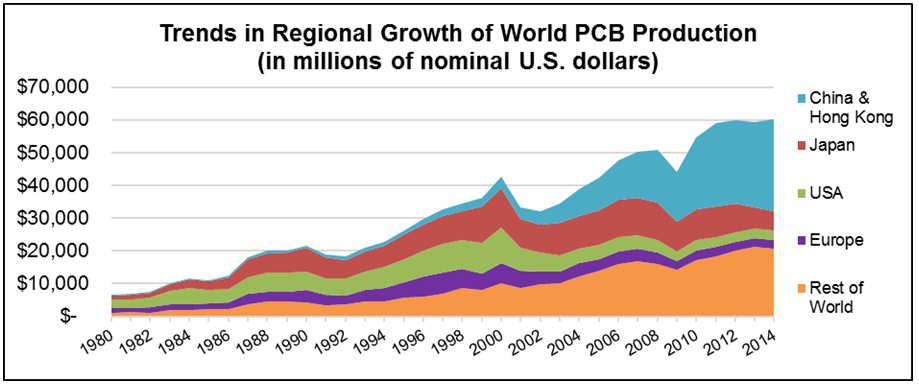 Trends in Regional Growth of World PCB Production
(in millions of nominal U.S. dollars)
$70,000
$60,000
$50,000
$40,000
$30,000
$20,000
$10,000
$-
1980
1982
1984
1986
1988
1990
1992
1994
1996
1998
2000
2002
2004
2006
2008
2010
2012
2014
China &
Hong Kong
Japan
USA
Europe
Rest of
World